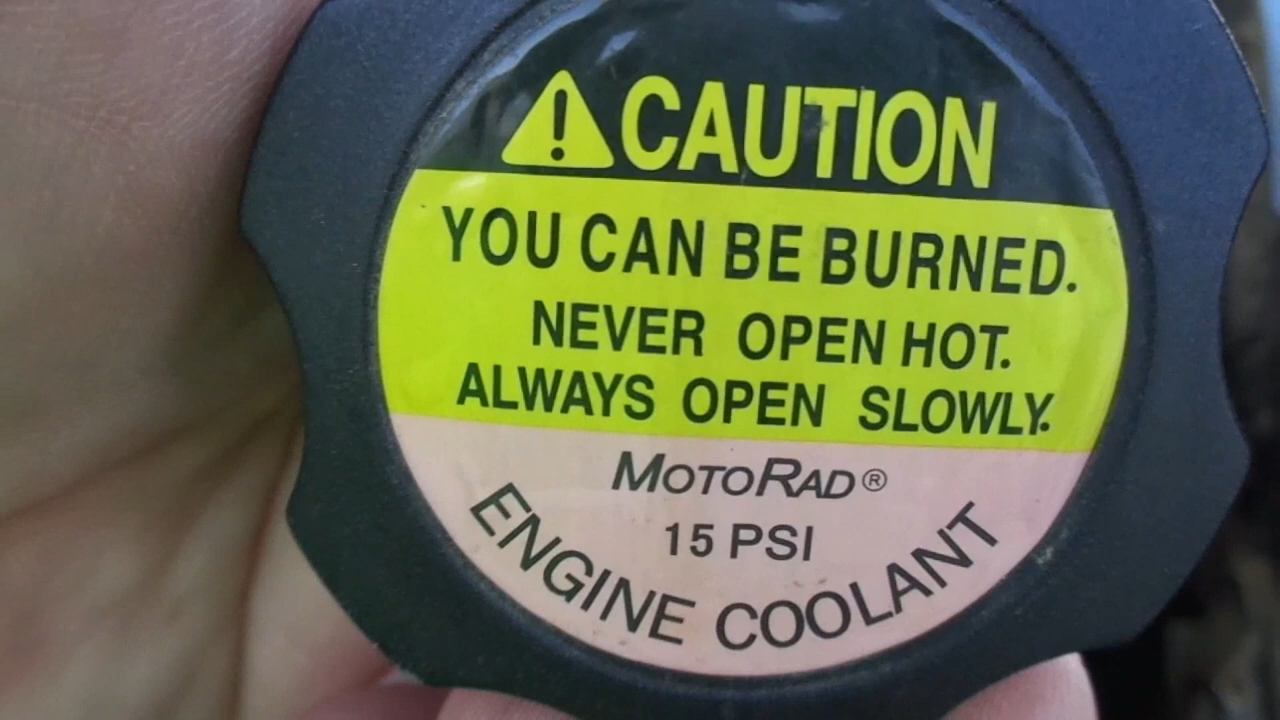 CAUTION
YOU CAN BE BURNED.
NEVER OPEN HOT.
ALWAYS OPEN SLOWLY.
MOTORAD®
15 PSI
ENGINE COOLANT